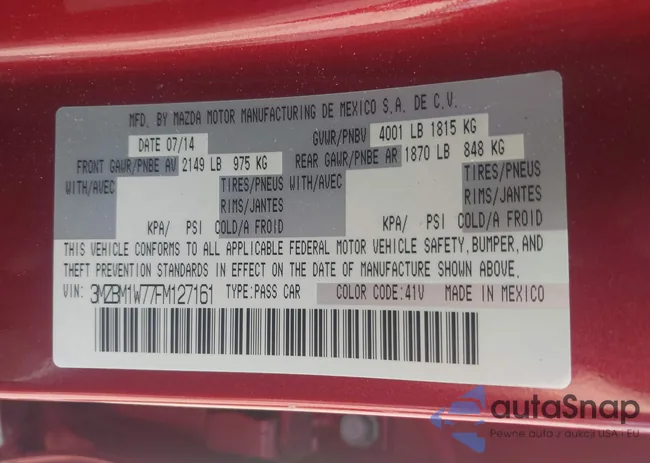 MFD. BY MAZDA MOTOR MANUFACTURING DE MEXICO S.A. DE C.V.
DATE 07/14 GVWR/PNBV 4001 LB 1815 KG
FRONT GAWR/PNBE AV 2149 LB 975 KG REAR GAWR/PNBE AR 1870 LB 848 KG
WITH/AVEC TIRES/PNEUS WITH/AVEC TIRES/PNEUS
RIMS/JANTES RIMS/JANTES
KPA/ PSI COLD/A FROID KPA/ PSI COLD/A FROID
THIS VEHICLE CONFORMS TO ALL APPLICABLE FEDERAL MOTOR VEHICLE SAFETY, BUMPER, AND
THEFT PREVENTION STANDARDS IN EFFECT ON THE DATE OF MANUFACTURE SHOWN ABOVE.
VIN: 3MZBM1W77FM127161 TYPE:PASS CAR COLOR CODE:41V MADE IN MEXICO
autaSnap
Pewne auta z aukcji USA i EU